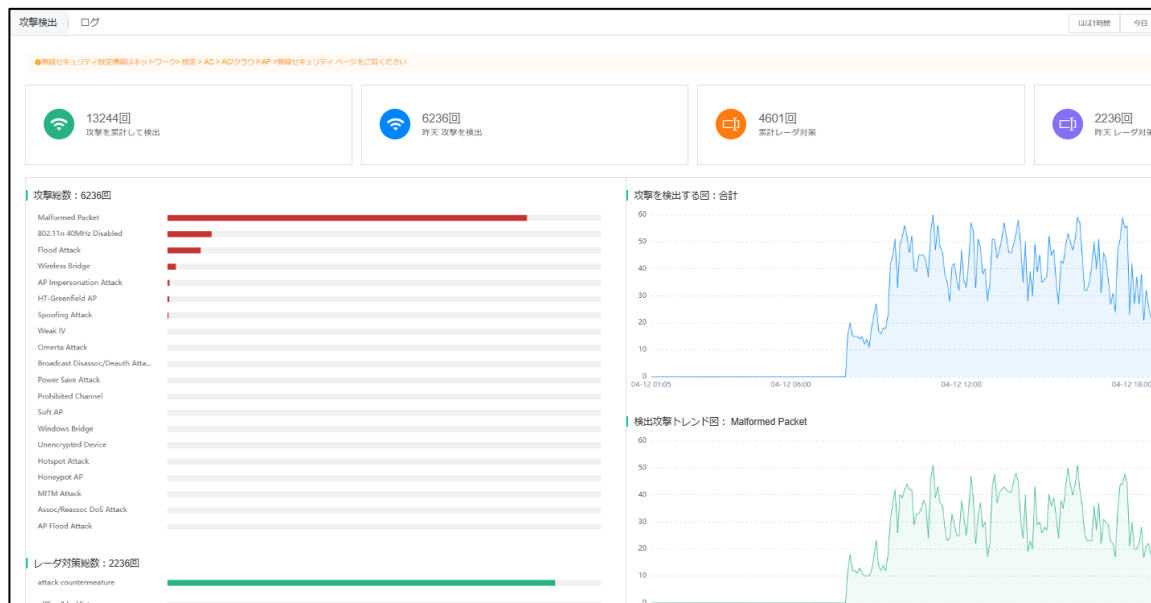 攻撃検出 ログ ほぼ1時間 今日
無線セキュリティ設定情報はネットワーク> 設定 > AC > AC/クラウドAP >無線セキュリティ ページをご覧ください
13244回
攻撃を累計して検出
6236回
昨天 攻撃を検出
4601回
累計レーダ対策
2236回
昨天 レーダ対策
攻撃総数：6236回
Malformed Packet
802.11n 40MHz Disabled
Flood Attack
Wireless Bridge
AP Impersonation Attack
HT-Greenfield AP
Spoofing Attack
Weak IV
Omerta Attack
Broadcast Disassoc/Deauth Atta...
Power Save Attack
Prohibited Channel
Soft AP
Windows Bridge
Unencrypted Device
Hotspot Attack
Honeypot AP
MITM Attack
Assoc/Reassoc DoS Attack
AP Flood Attack
レーダ対策総数：2236回
attack countermeature
攻撃を検出する図：合計
60
50
40
30
20
10
0
04-12 01:05 04-12 06:00 04-12 12:00 04-12 18:00
検出攻撃トレンド図： Malformed Packet
60
50
40
30
20
10
0